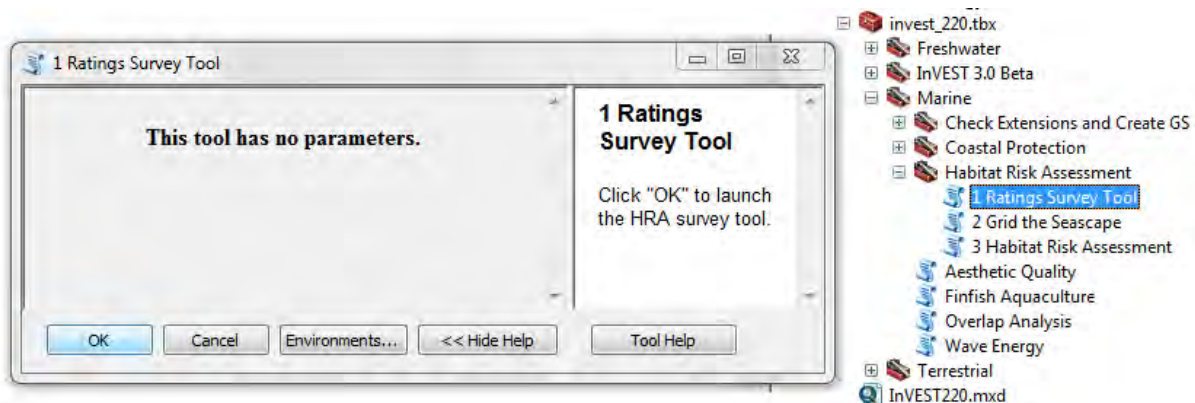 1 Ratings Survey Tool
This tool has no parameters.
1 Ratings
Survey Tool
Click "OK" to launch
the HRA survey tool.
OK
Cancel
Environments...
<< Hide Help
Tool Help
invest_220.tbx
Freshwater
InVEST 3.0 Beta
Marine
Check Extensions and Create GS
Coastal Protection
Habitat Risk Assessment
1 Ratings Survey Tool
2 Grid the Seascape
3 Habitat Risk Assessment
Aesthetic Quality
Finfish Aquaculture
Overlap Analysis
Wave Energy
Terrestrial
InVEST220.mxd